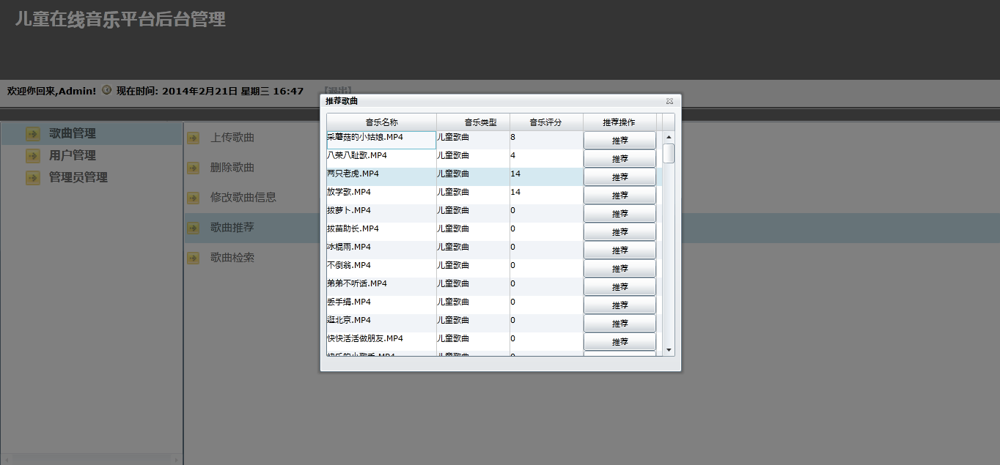 儿童在线音乐平台后台管理
欢迎你回来,Admin! 现在时间: 2014年2月21日 星期三 16:47 【退出】
歌曲管理
用户管理
管理员管理
上传歌曲
删除歌曲
修改歌曲信息
歌曲推荐
歌曲检索
推荐歌曲
音乐名称 音乐类型 音乐评分 推荐操作
采蘑菇的小姑娘.MP4 儿童歌曲 8 推荐
八荣八耻歌.MP4 儿童歌曲 4 推荐
两只老虎.MP4 儿童歌曲 14 推荐
放学歌.MP4 儿童歌曲 14 推荐
拔萝卜.MP4 儿童歌曲 0 推荐
拔苗助长.MP4 儿童歌曲 0 推荐
冰棍雨.MP4 儿童歌曲 0 推荐
不倒翁.MP4 儿童歌曲 0 推荐
弟弟不听话.MP4 儿童歌曲 0 推荐
丢手绢.MP4 儿童歌曲 0 推荐
逛北京.MP4 儿童歌曲 0 推荐
快快活活做朋友.MP4 儿童歌曲 0 推荐
快乐的小歌手.MP4 儿童歌曲 0